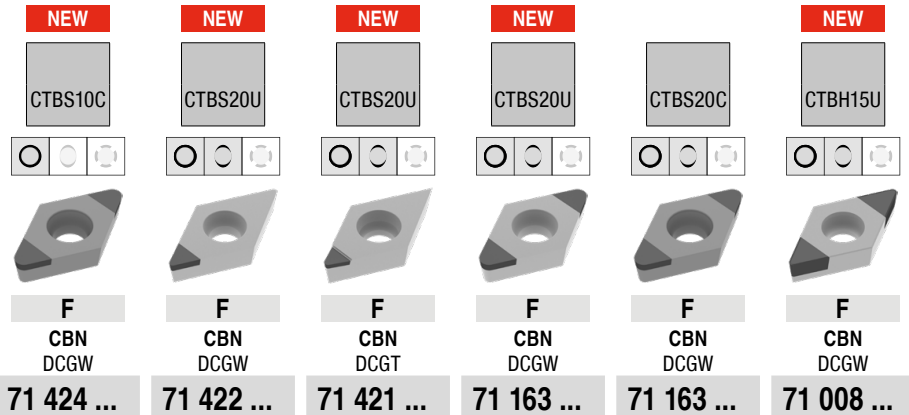 NEW NEW NEW NEW NEW
CTBS10C CTBS20U CTBS20U CTBS20U CTBS20C CTBH15U
F F F F F F
CBN CBN CBN CBN CBN CBN
DCGW DCGW DCGT DCGW DCGW DCGW
71 424 ... 71 422 ... 71 421 ... 71 163 ... 71 163 ... 71 008 ...